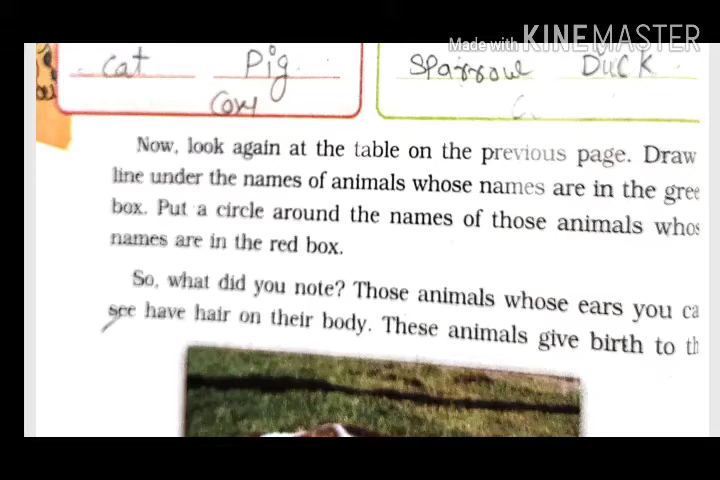 Made with KINEMASTER
cat Pig Sparrow Duck
Cow
Now, look again at the table on the previous page. Draw
line under the names of animals whose names are in the gree
box. Put a circle around the names of those animals whos
names are in the red box.
So, what did you note? Those animals whose ears you ca
see have hair on their body. These animals give birth to th